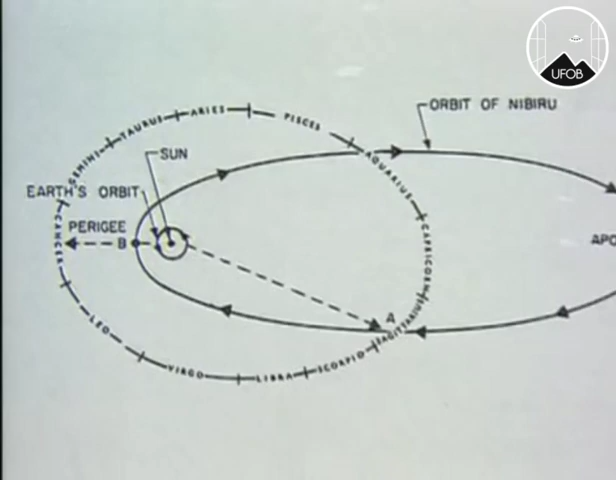 UFOB
ORBIT OF NIBIRU
PISCES
ARIES
TAURUS
GEMINI
SUN
AQUARIUS
EARTH'S ORBIT
CANCER
PERIGEE
B
CAPRICORN
APO
A
SAGITTARIUS
LEO
SCORPIO
VIRGO
LIBRA